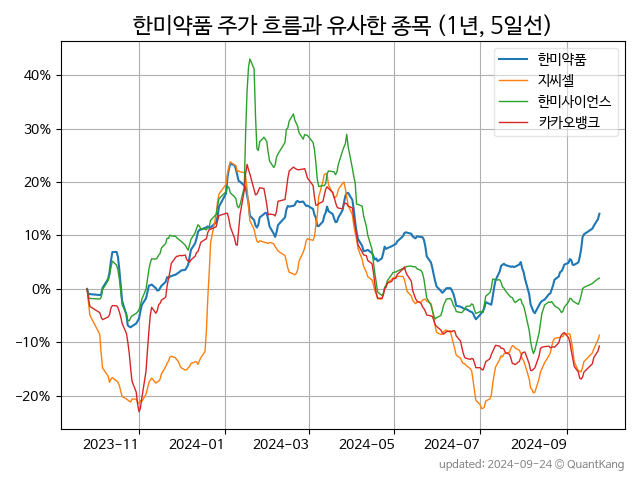 한미약품 주가 흐름과 유사한 종목 (1년, 5일선)
한미약품
지씨셀
한미사이언스
카카오뱅크
40%
30%
20%
10%
0%
−10%
−20%
2023−11
2024−01
2024−03
2024−05
2024−07
2024−09
updated: 2024−09−24 © QuantKang